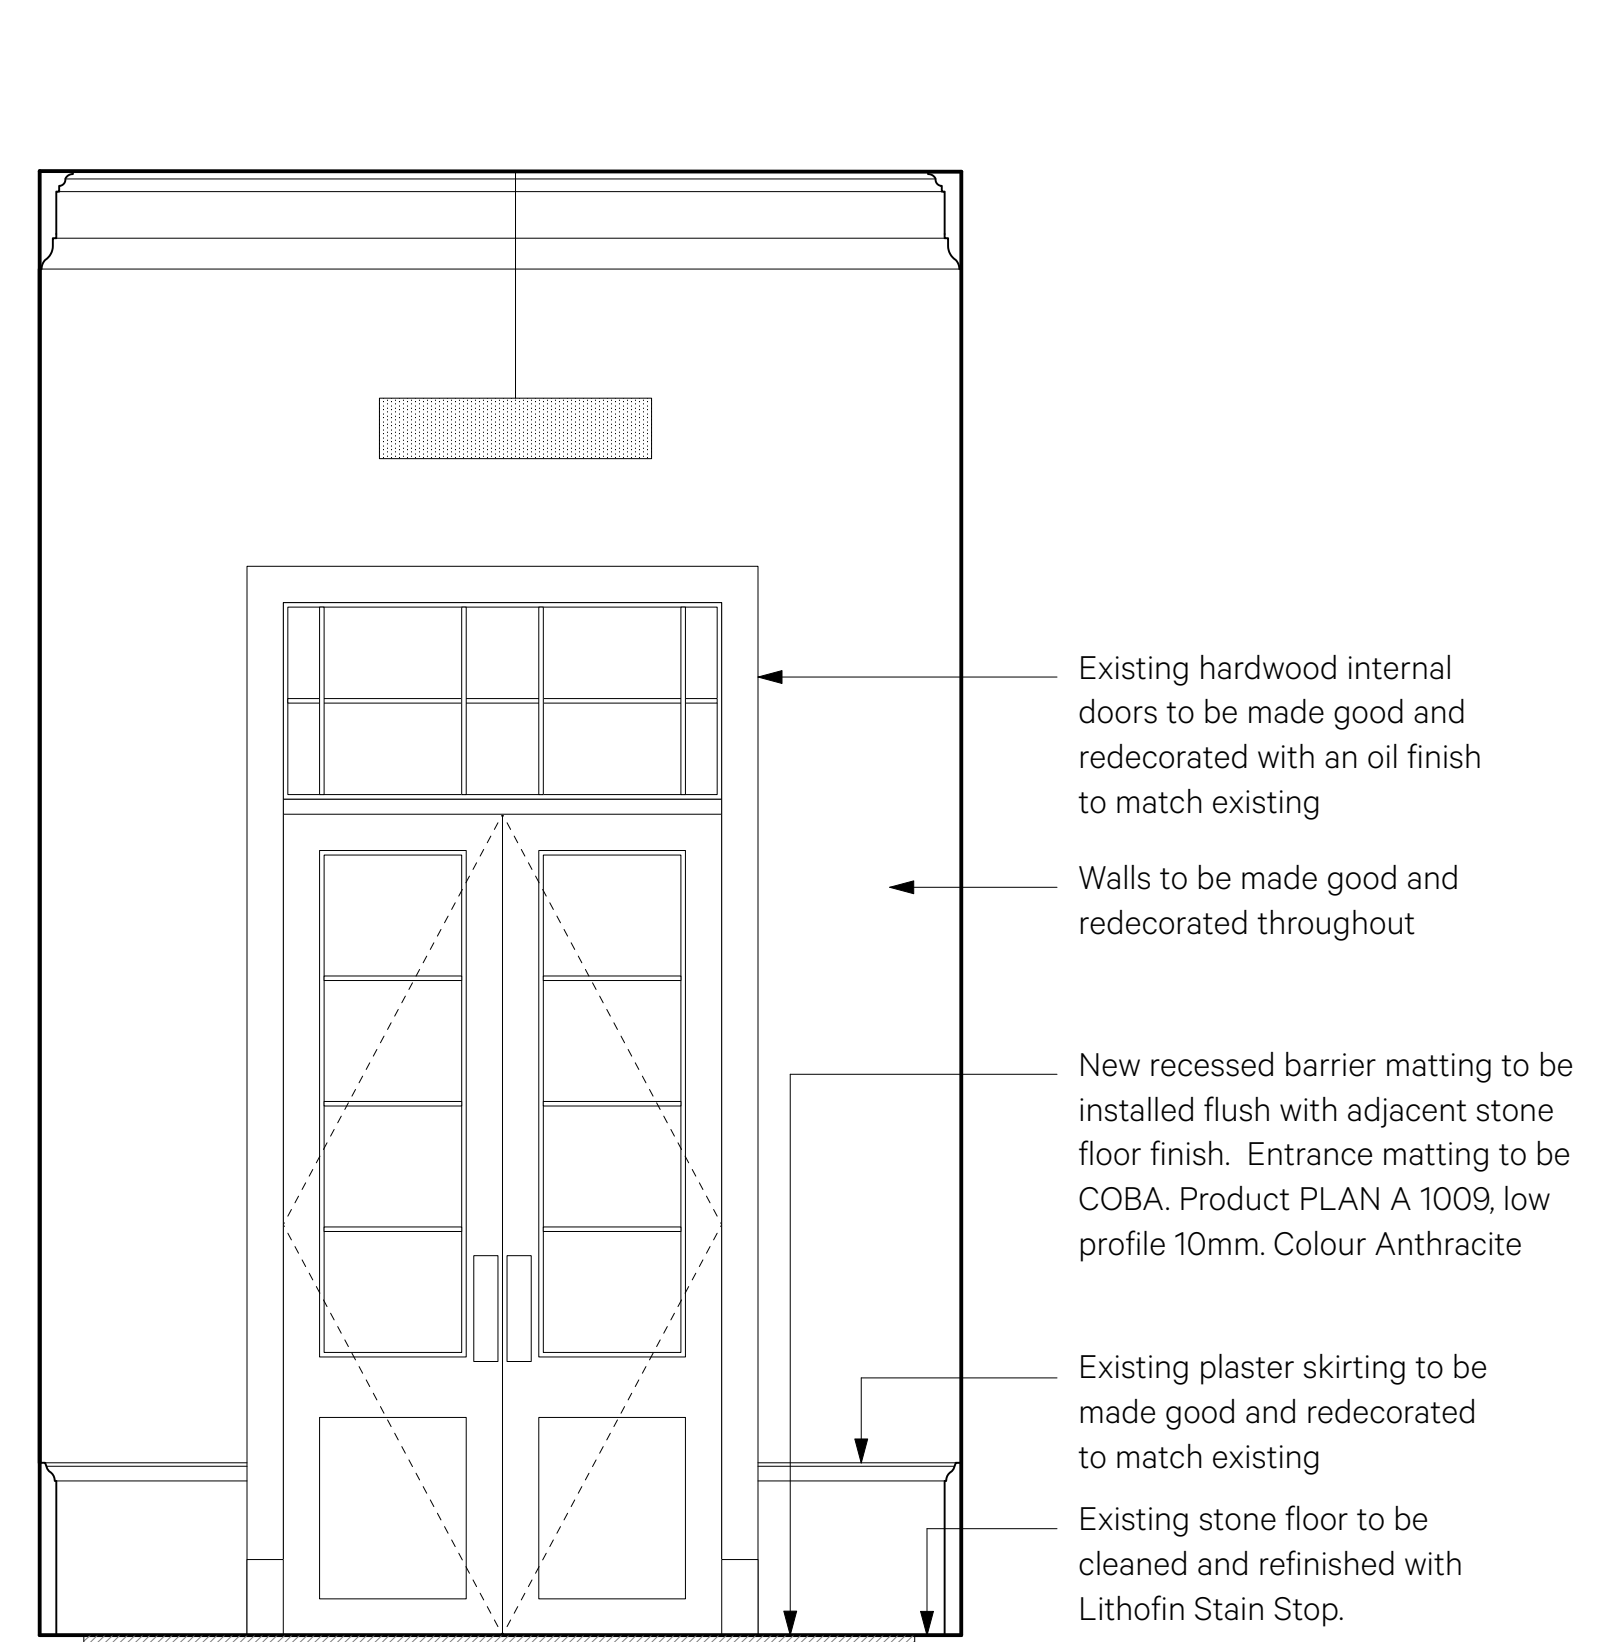 Existing hardwood internal
doors to be made good and
redecorated with an oil finish
to match existing
Walls to be made good and
redecorated throughout
New recessed barrier matting to be
installed flush with adjacent stone
floor finish.  Entrance matting to be
COBA. Product PLAN A 1009, low
profile 10mm. Colour Anthracite
Existing plaster skirting to be
made good and redecorated
to match existing
Existing stone floor to be
cleaned and refinished with
Lithofin Stain Stop.